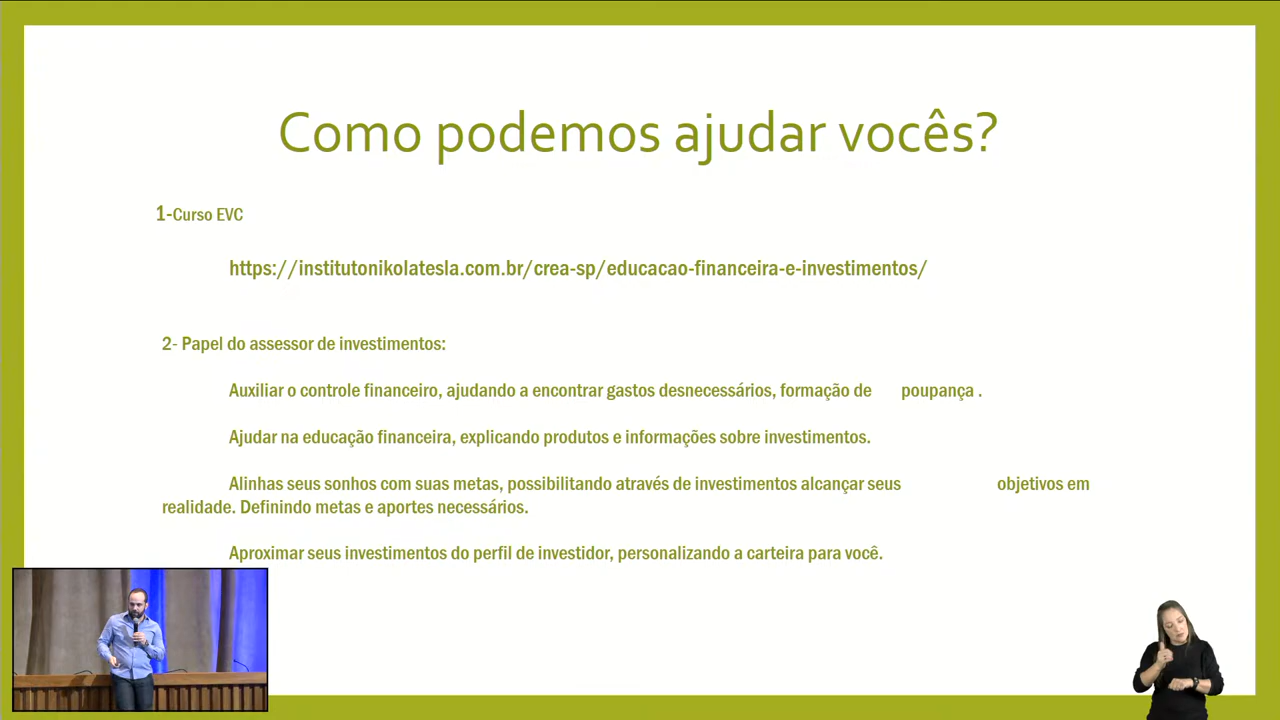 Como podemos ajudar vocês?
1-Curso EVC
https://institutonikolatesla.com.br/crea-sp/educacao-financeira-e-investimentos/
2- Papel do assessor de investimentos:
Auxiliar o controle financeiro, ajudando a encontrar gastos desnecessários, formação de poupança .
Ajudar na educação financeira, explicando produtos e informações sobre investimentos.
Alinhas seus sonhos com suas metas, possibilitando através de investimentos alcançar seus objetivos em
realidade. Definindo metas e aportes necessários.
Aproximar seus investimentos do perfil de investidor, personalizando a carteira para você.